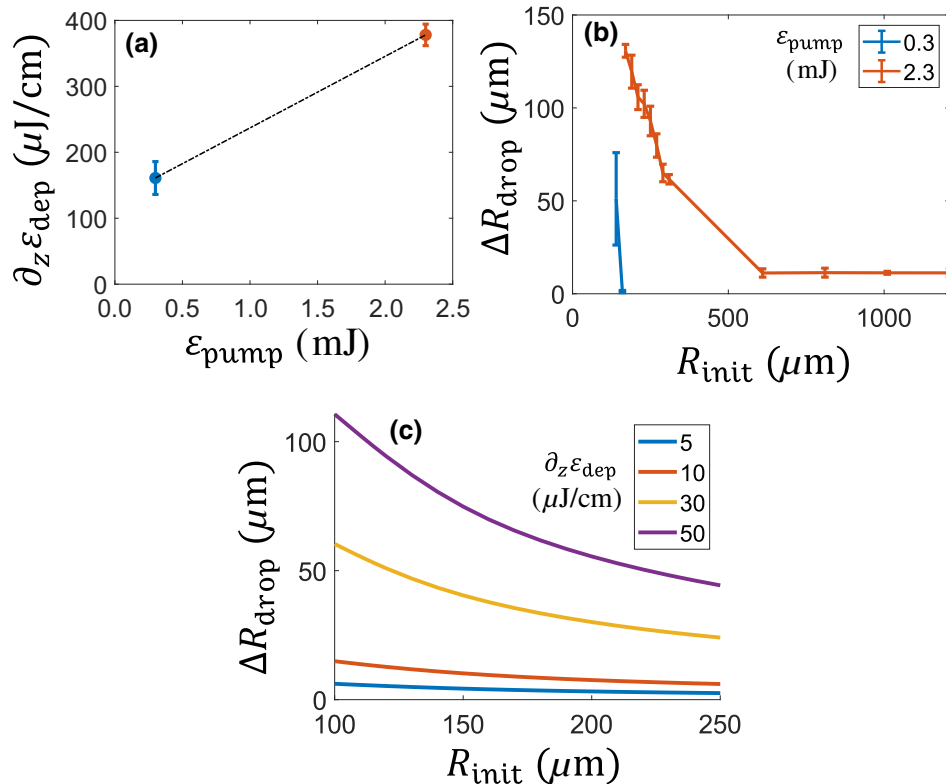 (a)
400
300
200
100
0
0.0 0.5 1.0 1.5 2.0 2.5
∂zεdep (μJ/cm)
εpump (mJ)
(b)
150
100
50
0
0 500 1000
ΔRdrop (μm)
Rinit (μm)
εpump
(mJ)
0.3
2.3
(c)
100
50
0
100 150 200 250
ΔRdrop (μm)
Rinit (μm)
∂zεdep
(μJ/cm)
5
10
30
50